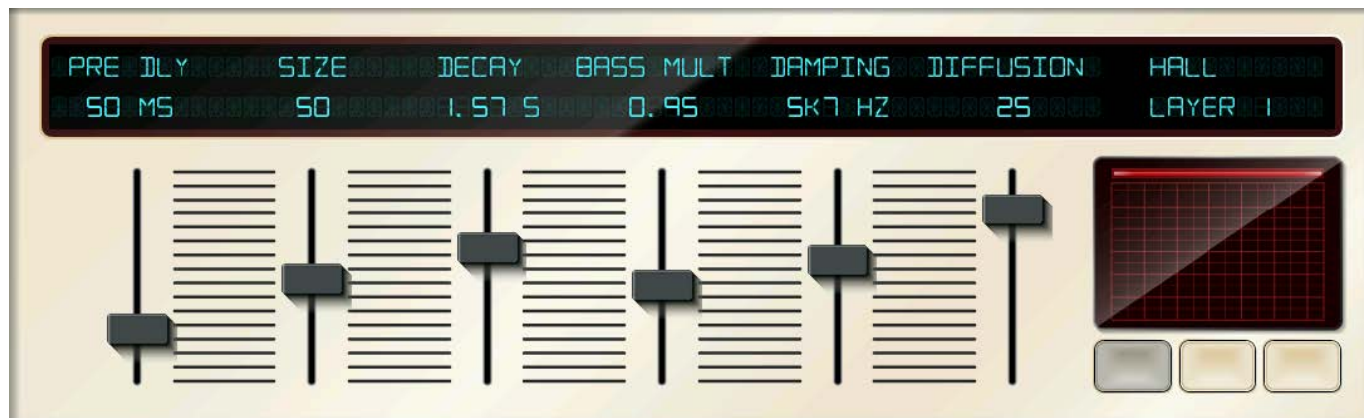 PRE DLY SIZE DECAY BASS MULT DAMPING DIFFUSION HALL
50 MS 50 1.57 S 0.95 5K7 HZ 25 LAYER 1